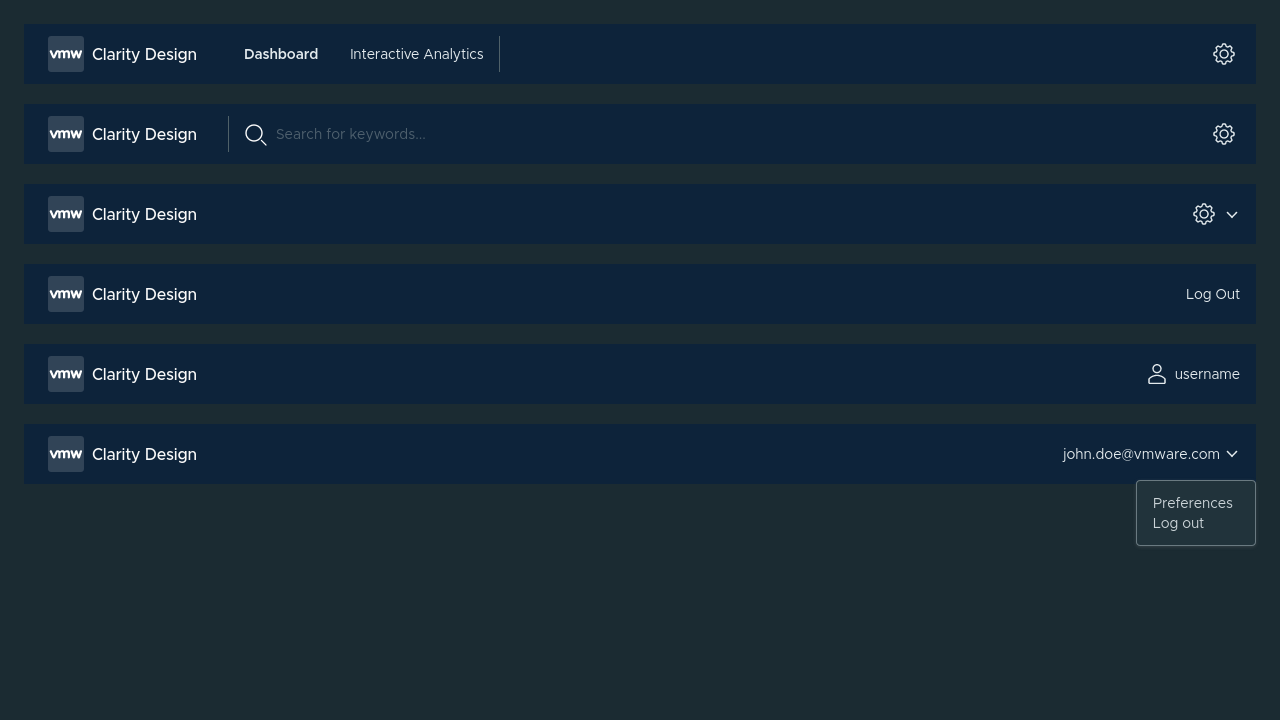 vmw Clarity Design Dashboard Interactive Analytics
vmw Clarity Design Search for keywords...
vmw Clarity Design
vmw Clarity Design Log Out
vmw Clarity Design username
vmw Clarity Design john.doe@vmware.com
Preferences
Log out